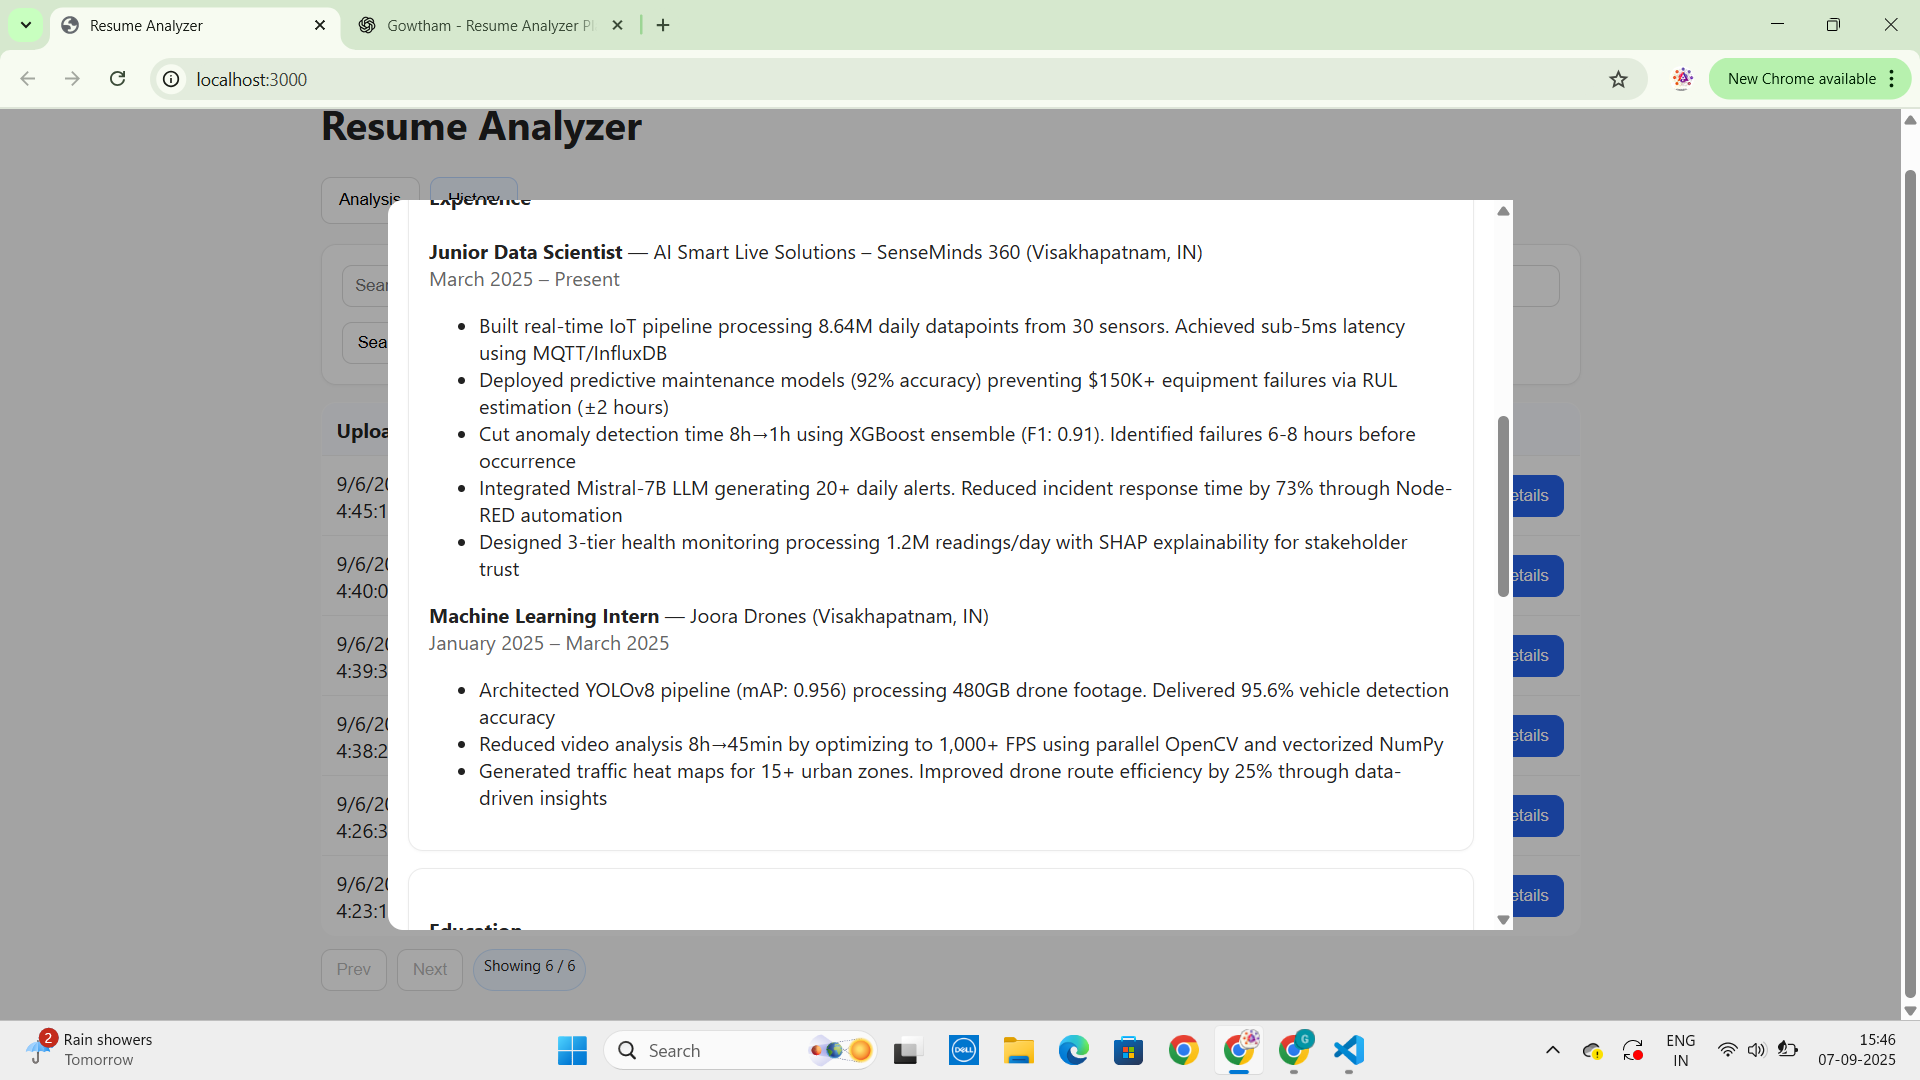 Resume Analyzer
Gowtham - Resume Analyzer Pl
localhost:3000
New Chrome available
Resume Analyzer
Analysis
History
Experience
Junior Data Scientist — AI Smart Live Solutions – SenseMinds 360 (Visakhapatnam, IN)
March 2025 – Present
• Built real-time IoT pipeline processing 8.64M daily datapoints from 30 sensors. Achieved sub-5ms latency
using MQTT/InfluxDB
• Deployed predictive maintenance models (92% accuracy) preventing $150K+ equipment failures via RUL
estimation (±2 hours)
• Cut anomaly detection time 8h→1h using XGBoost ensemble (F1: 0.91). Identified failures 6-8 hours before
occurrence
• Integrated Mistral-7B LLM generating 20+ daily alerts. Reduced incident response time by 73% through Node-
RED automation
• Designed 3-tier health monitoring processing 1.2M readings/day with SHAP explainability for stakeholder
trust
Machine Learning Intern — Joora Drones (Visakhapatnam, IN)
January 2025 – March 2025
• Architected YOLOv8 pipeline (mAP: 0.956) processing 480GB drone footage. Delivered 95.6% vehicle detection
accuracy
• Reduced video analysis 8h→45min by optimizing to 1,000+ FPS using parallel OpenCV and vectorized NumPy
• Generated traffic heat maps for 15+ urban zones. Improved drone route efficiency by 25% through data-
driven insights
Education
Sear
Sea
Uploa
9/6/20
4:45:1
etails
9/6/20
4:40:0
etails
9/6/20
4:39:3
etails
9/6/20
4:38:2
etails
9/6/20
4:26:3
etails
9/6/20
4:23:1
etails
Prev
Next
Showing 6 / 6
2
Rain showers
Tomorrow
Search
DELL
G
ENG
IN
15:46
07-09-2025